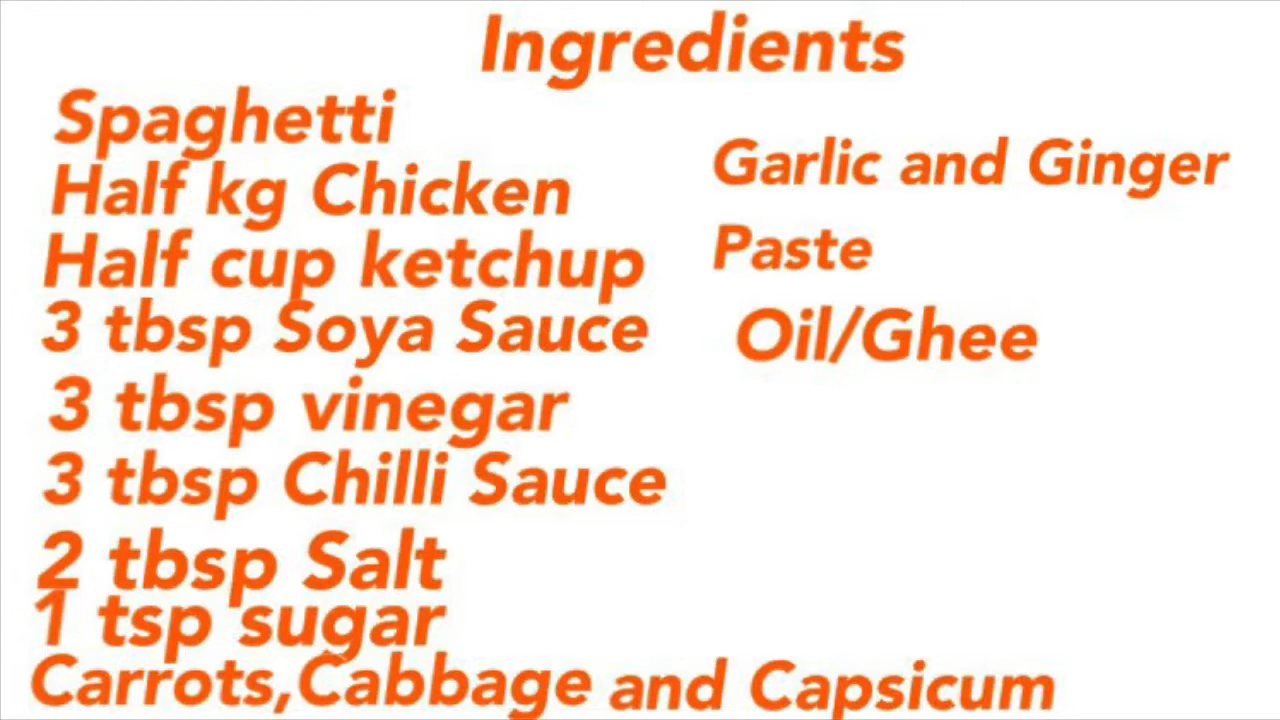 Ingredients
Spaghetti
Half kg Chicken
Half cup ketchup
3 tbsp Soya Sauce
3 tbsp vinegar
3 tbsp Chilli Sauce
2 tbsp Salt
1 tsp sugar
Carrots,Cabbage and Capsicum
Garlic and Ginger
Paste
Oil/Ghee